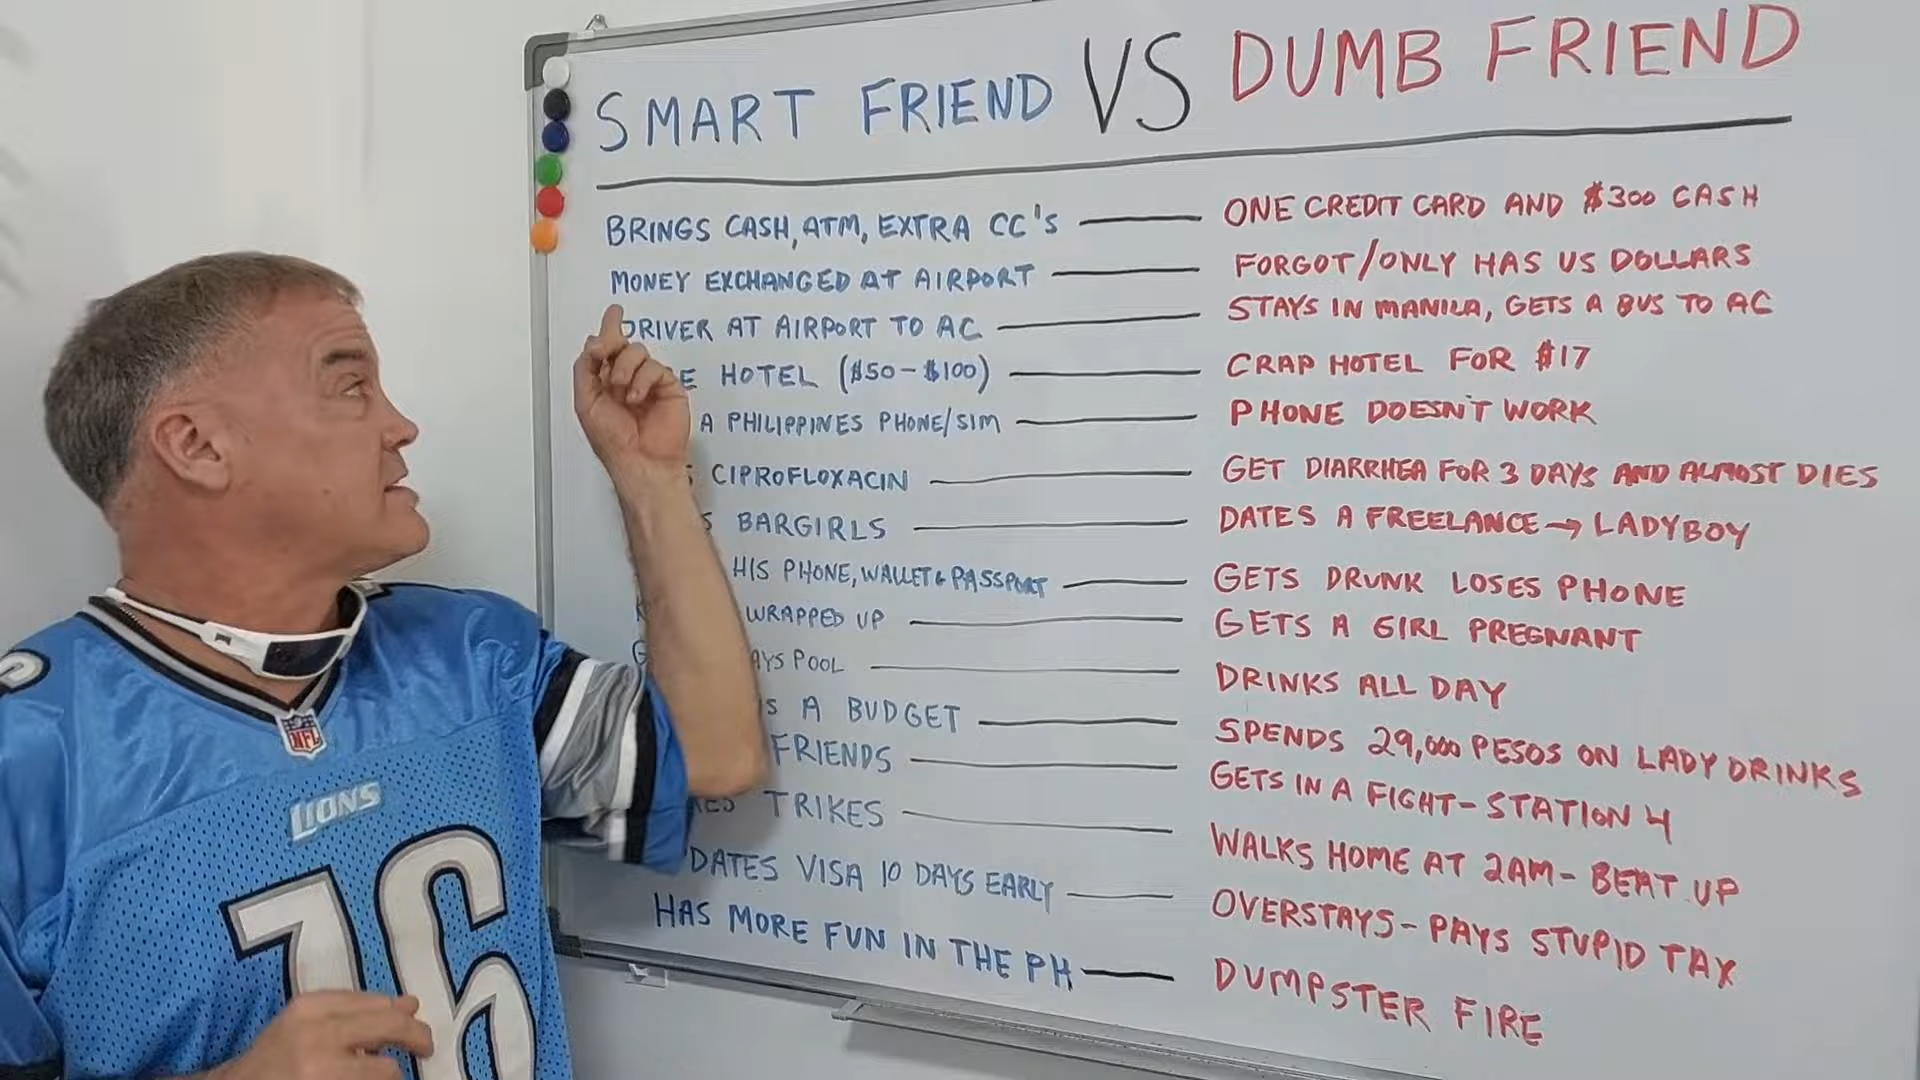 SMART FRIEND VS DUMB FRIEND
BRINGS CASH, ATM, EXTRA CC'S — ONE CREDIT CARD AND $300 CASH
MONEY EXCHANGED AT AIRPORT — FORGOT/ONLY HAS US DOLLARS
DRIVER AT AIRPORT TO AC — STAYS IN MANILA, GETS A BUS TO AC
HOTEL ($50-$100) — CRAP HOTEL FOR $17
A PHILIPPINES PHONE/SIM — PHONE DOESN'T WORK
CIPROFLOXACIN — GET DIARRHEA FOR 3 DAYS AND ALMOST DIES
BARGIRLS — DATES A FREELANCE → LADYBOY
HIS PHONE, WALLET & PASSPORT — GETS DRUNK LOSES PHONE
WRAPPED UP — GETS A GIRL PREGNANT
POOL — DRINKS ALL DAY
A BUDGET — SPENDS 29,000 PESOS ON LADY DRINKS
FRIENDS — GETS IN A FIGHT - STATION 4
TRIKES — WALKS HOME AT 2AM - BEAT UP
VISA 10 DAYS EARLY — OVERSTAYS - PAYS STUPID TAX
HAS MORE FUN IN THE PH — DUMPSTER FIRE
NFL
LIONS
76